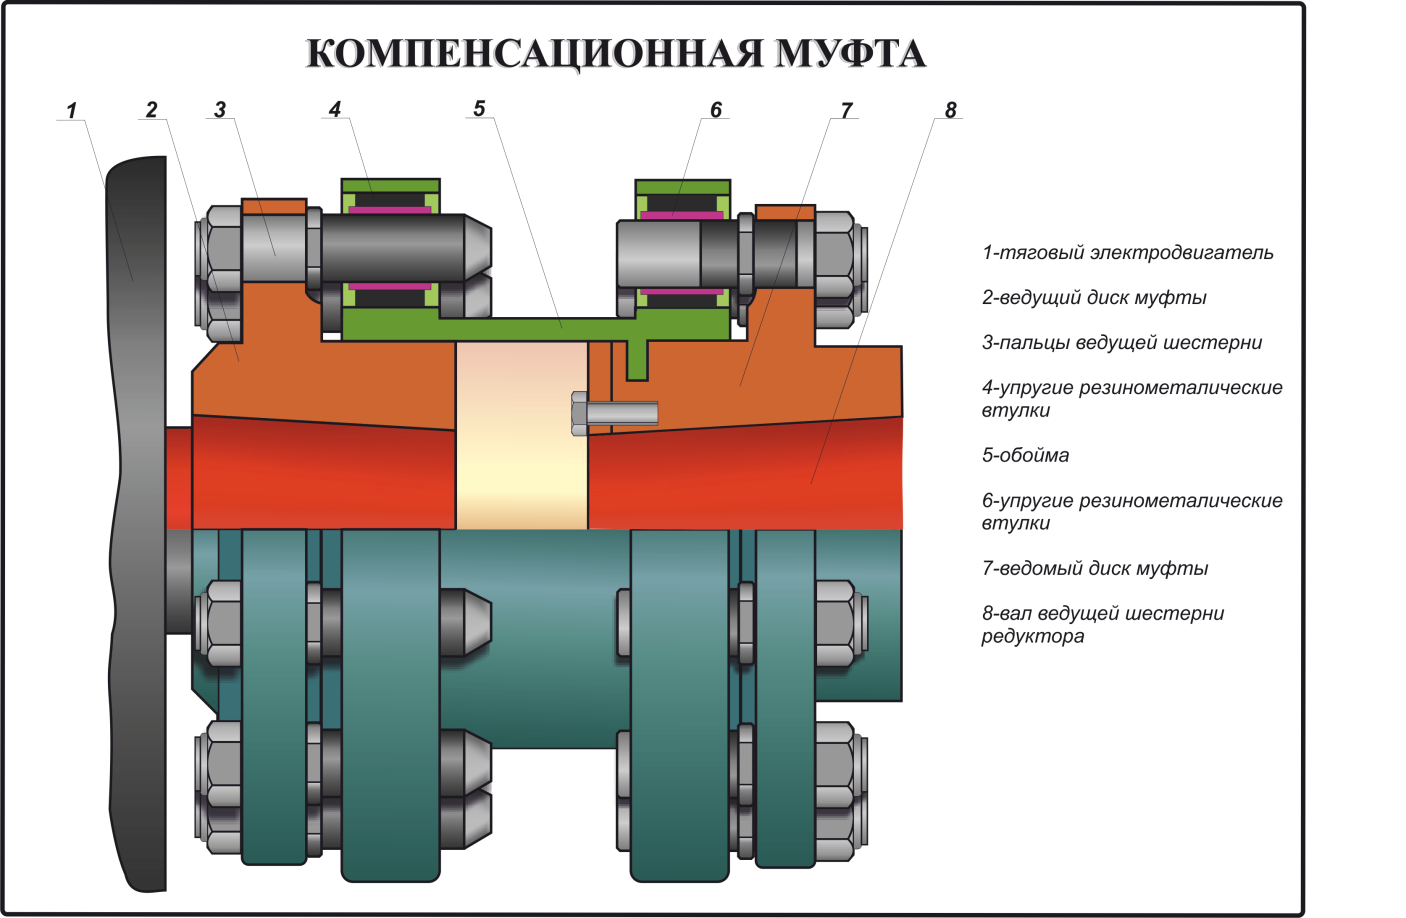 КОМПЕНСАЦИОННАЯ МУФТА
1 2 3 4 5 6 7 8
1-тяговый электродвигатель
2-ведущий диск муфты
3-пальцы ведущей шестерни
4-упругие резинометалические
втулки
5-обойма
6-упругие резинометалические
втулки
7-ведомый диск муфты
8-вал ведущей шестерни
редуктора